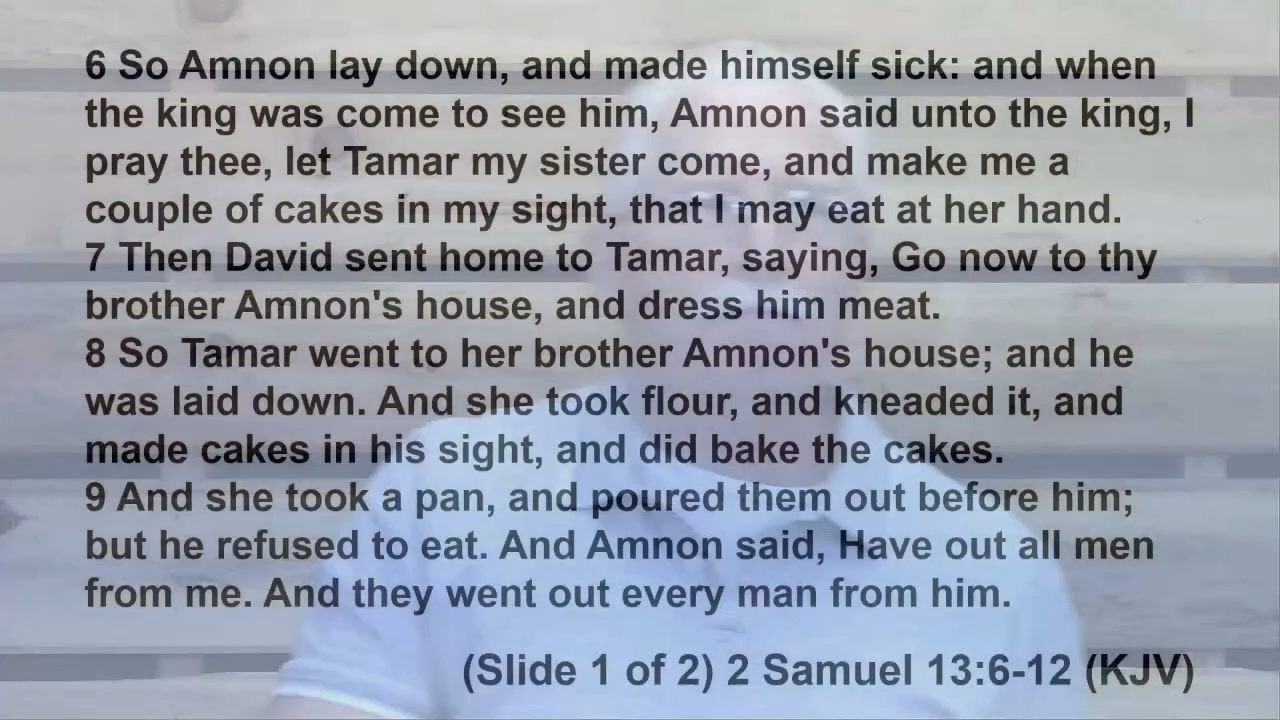 6 So Amnon lay down, and made himself sick: and when
the king was come to see him, Amnon said unto the king, I
pray thee, let Tamar my sister come, and make me a
couple of cakes in my sight, that I may eat at her hand.
7 Then David sent home to Tamar, saying, Go now to thy
brother Amnon's house, and dress him meat.
8 So Tamar went to her brother Amnon's house; and he
was laid down. And she took flour, and kneaded it, and
made cakes in his sight, and did bake the cakes.
9 And she took a pan, and poured them out before him;
but he refused to eat. And Amnon said, Have out all men
from me. And they went out every man from him.
(Slide 1 of 2) 2 Samuel 13:6-12 (KJV)